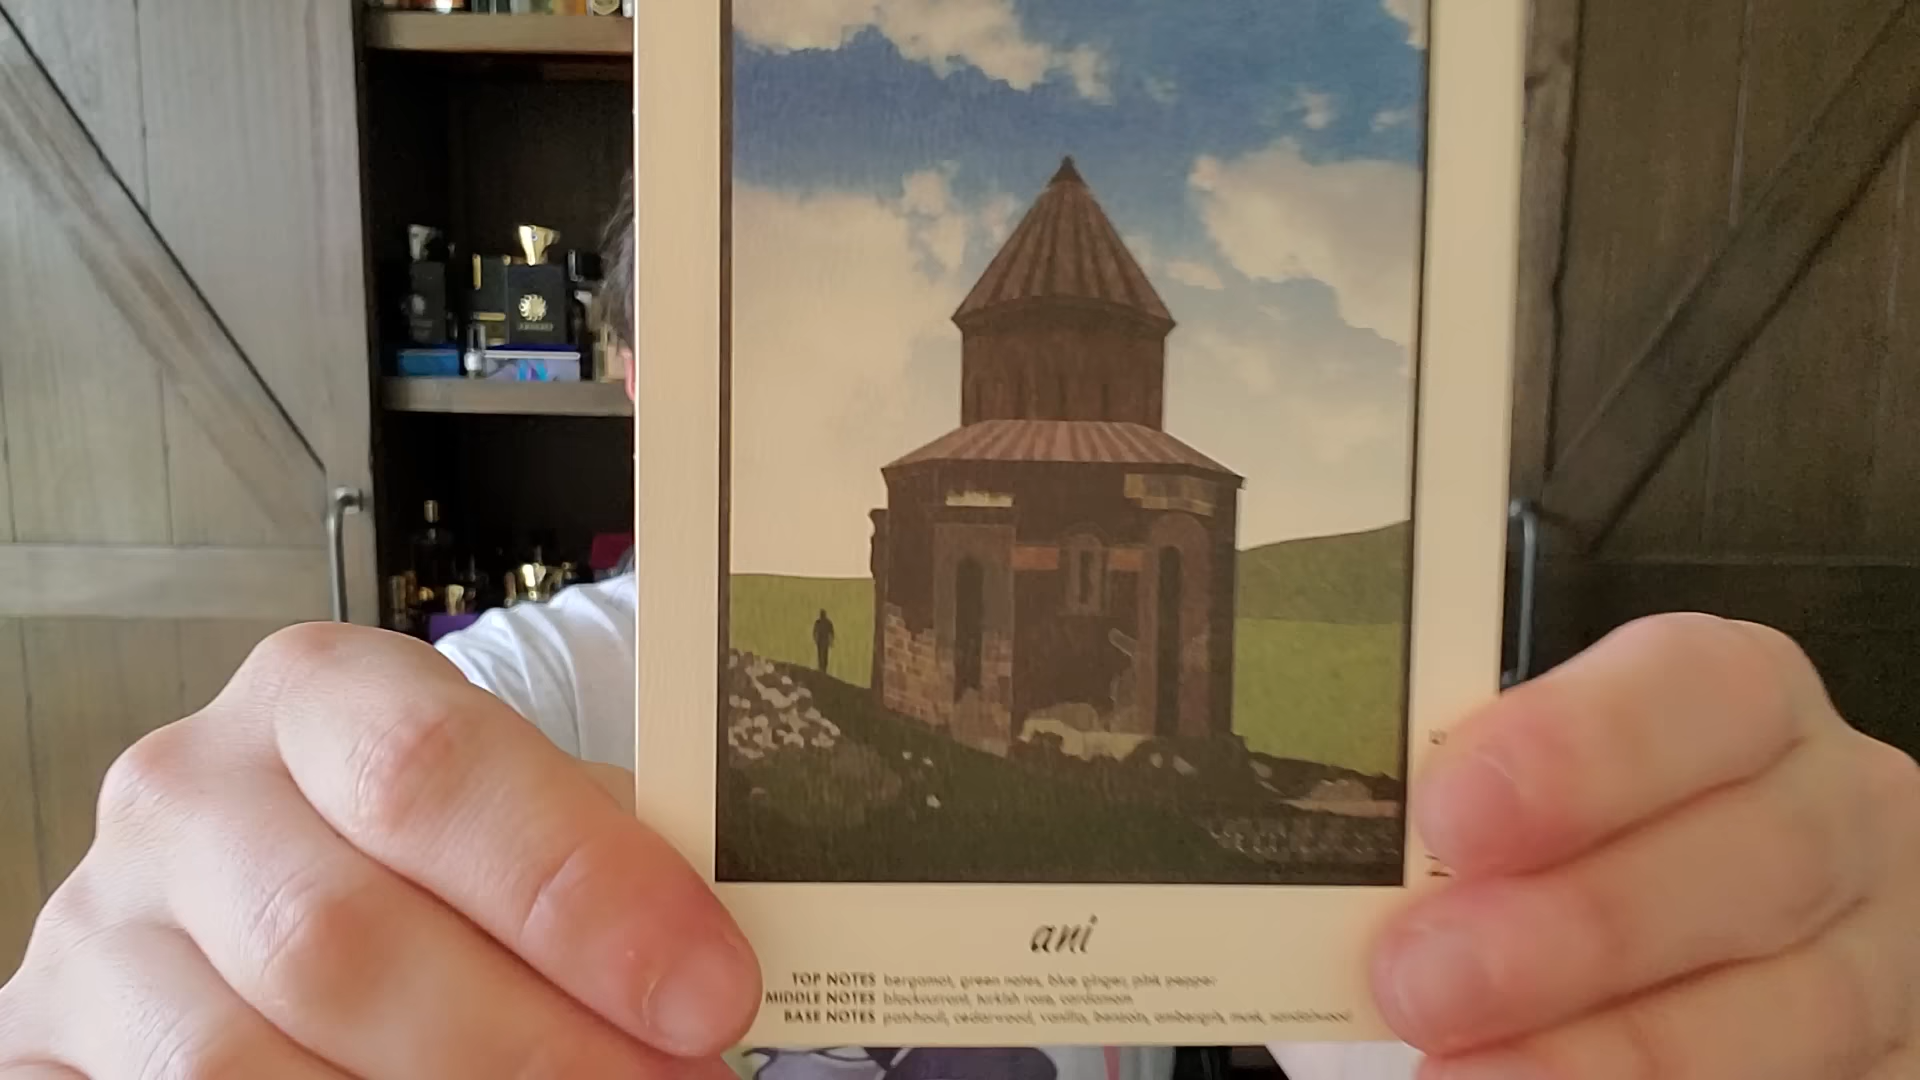 ani
TOP NOTES bergamot, green notes, blue ginger, pink pepper
MIDDLE NOTES blackcurrant, turkish rose, cardamom
BASE NOTES patchouli, cedarwood, vanilla, benzoin, ambergris, musk, sandalwood